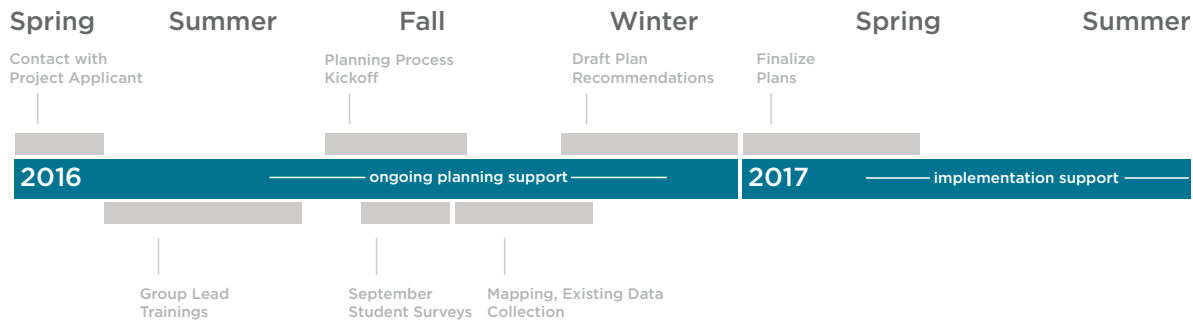 Spring Summer Fall Winter Spring Summer
Contact with
Project Applicant
Planning Process
Kickoff
Draft Plan
Recommendations
Finalize
Plans
2016 ongoing planning support 2017 implementation support
Group Lead
Trainings
September
Student Surveys
Mapping, Existing Data
Collection